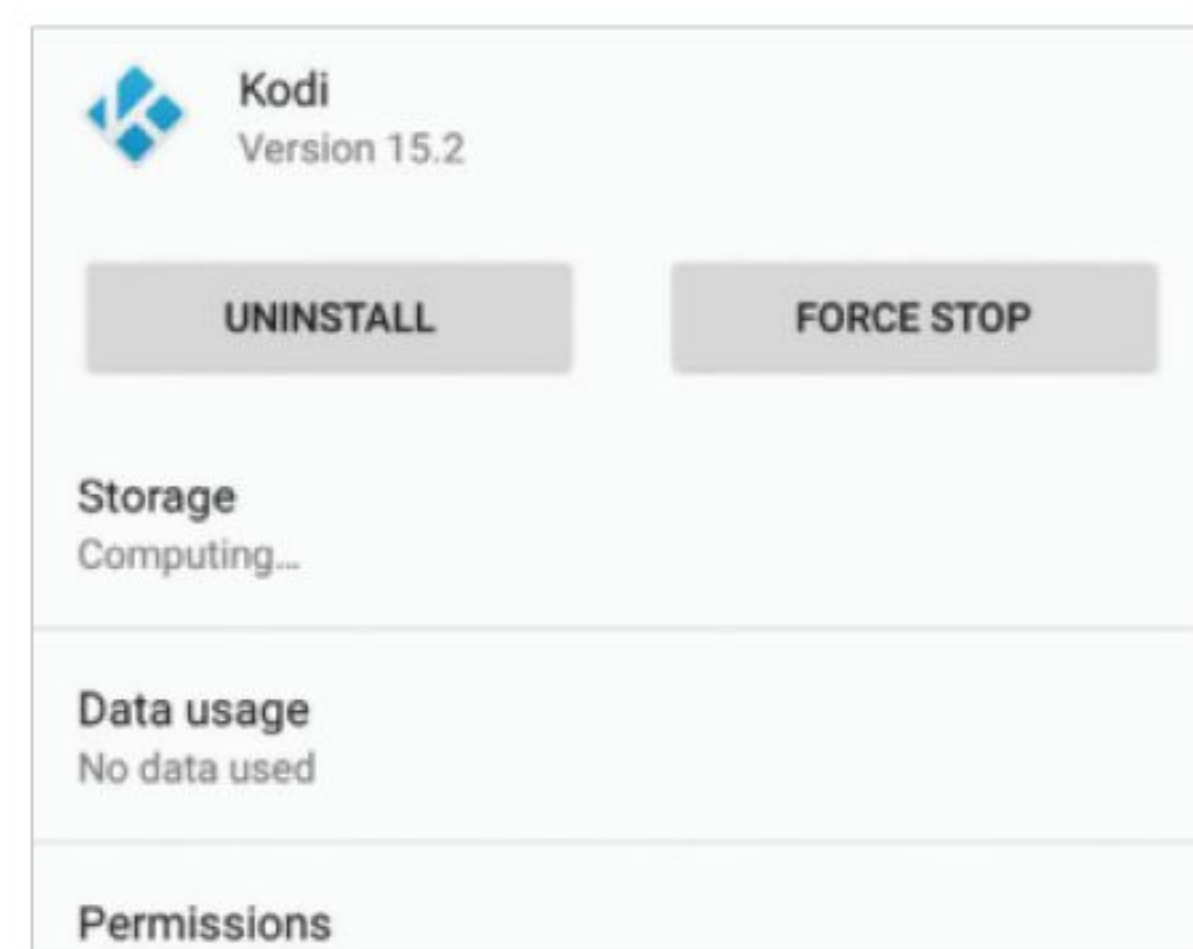 Kodi
Version 15.2
UNINSTALL
FORCE STOP
Storage
Computing...
Data usage
No data used
Permissions